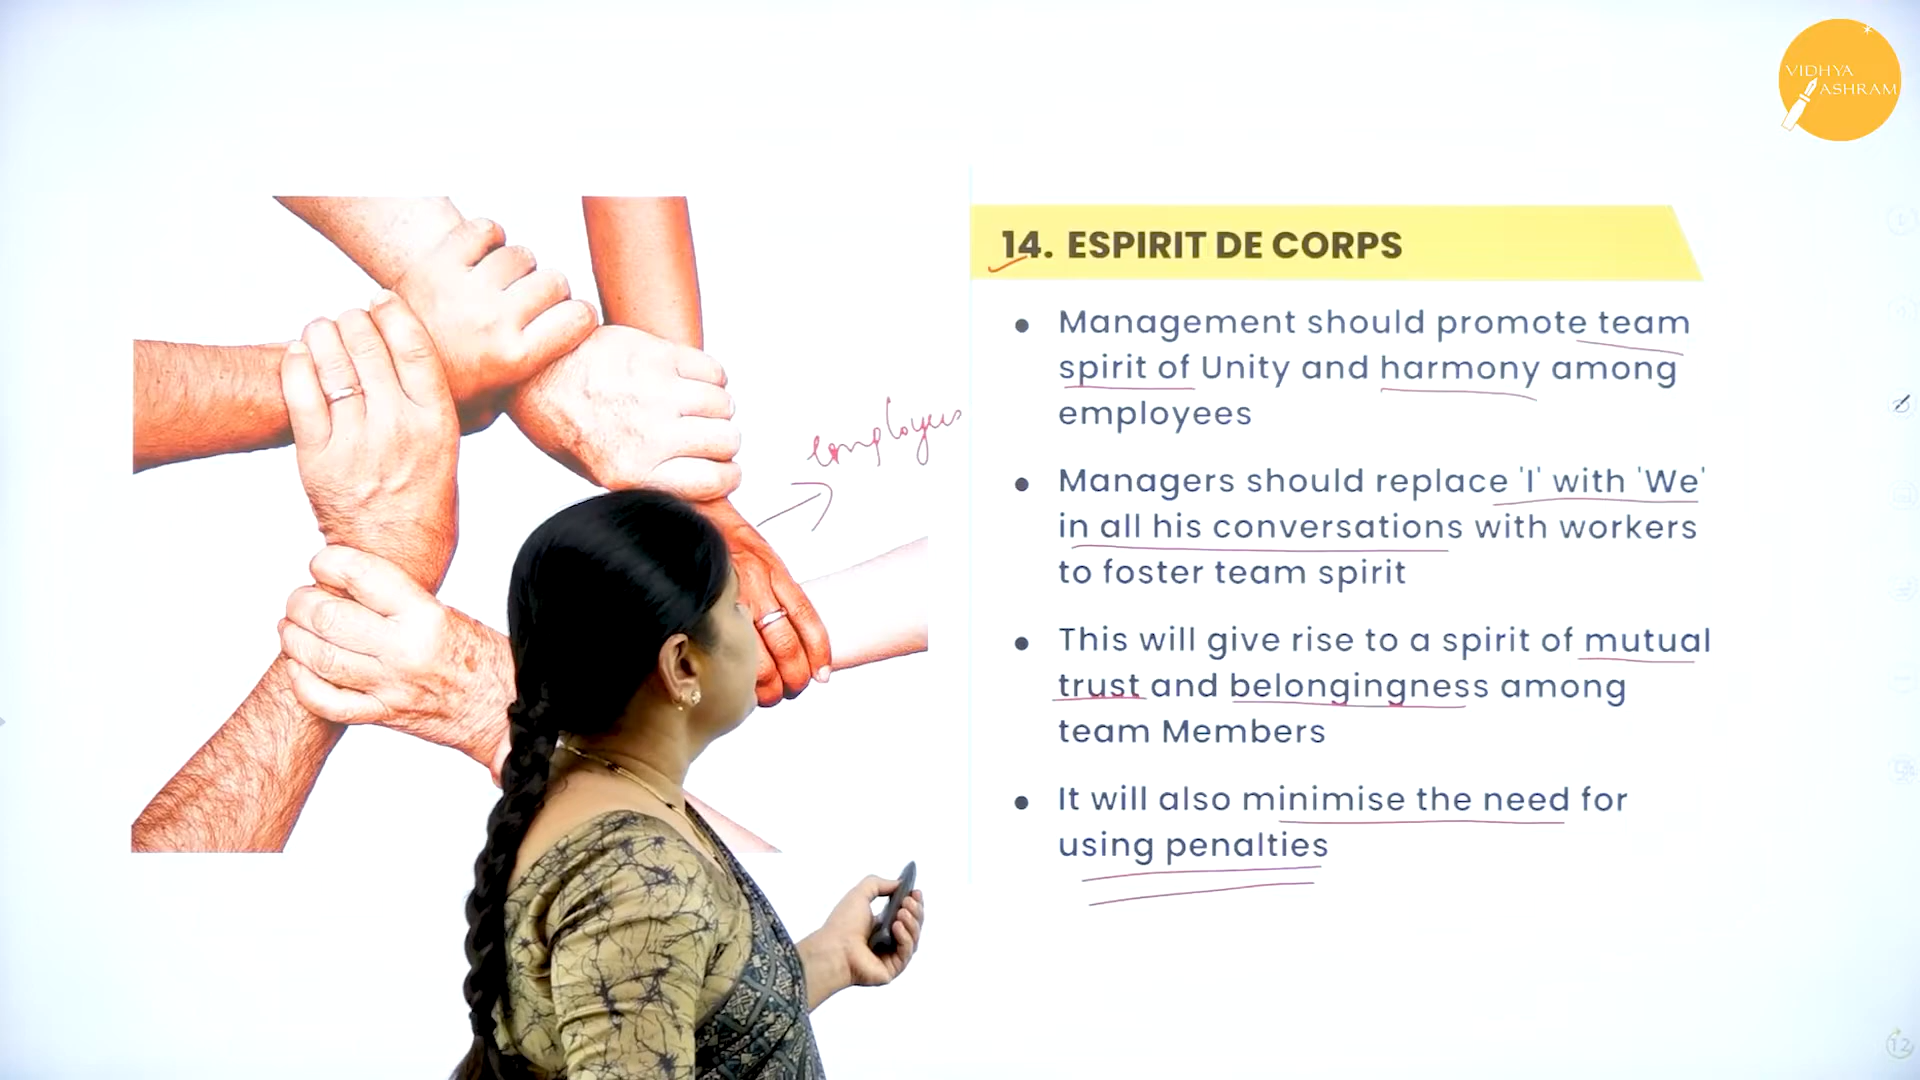 VIDHYA
ASHRAM
14. ESPIRIT DE CORPS
Management should promote team
spirit of Unity and harmony among
employees
employees
Managers should replace 'I' with 'We'
in all his conversations with workers
to foster team spirit
This will give rise to a spirit of mutual
trust and belongingness among
team Members
It will also minimise the need for
using penalties
12